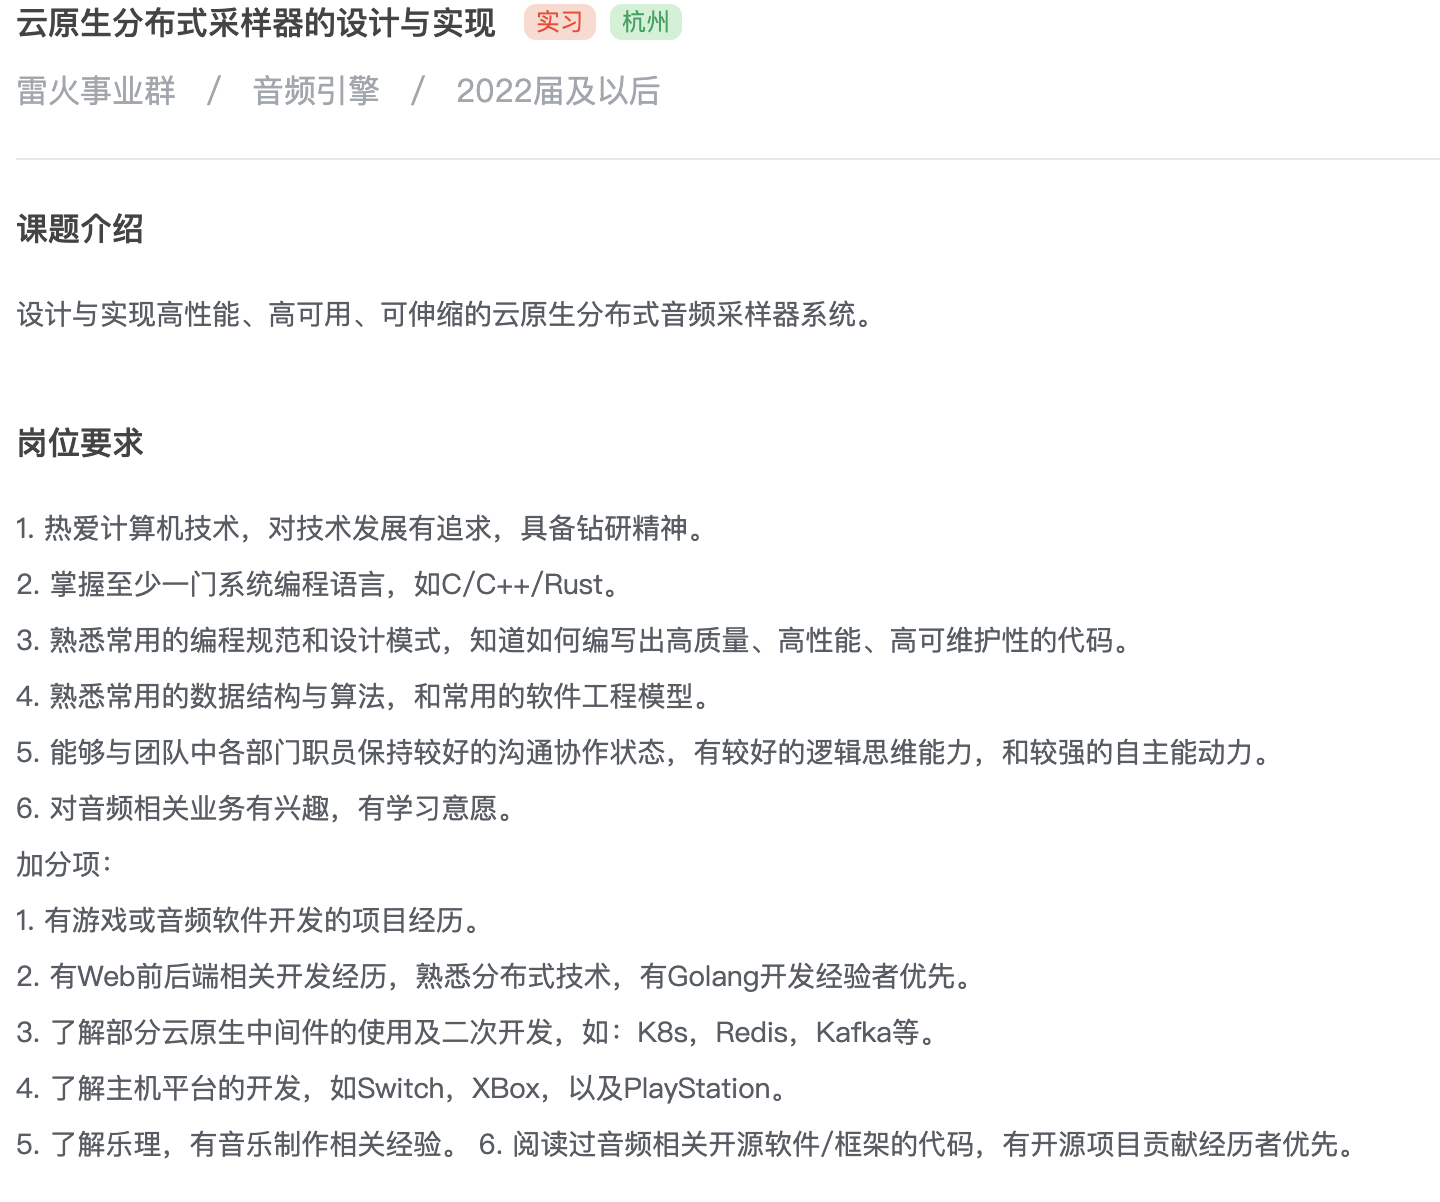 云原生分布式采样器的设计与实现 实习 杭州
雷火事业群 / 音频引擎 / 2022届及以后
课题介绍
设计与实现高性能、高可用、可伸缩的云原生分布式音频采样器系统。
岗位要求
1. 热爱计算机技术，对技术发展有追求，具备钻研精神。
2. 掌握至少一门系统编程语言，如C/C++/Rust。
3. 熟悉常用的编程规范和设计模式，知道如何编写出高质量、高性能、高可维护性的代码。
4. 熟悉常用的数据结构与算法，和常用的软件工程模型。
5. 能够与团队中各部门职员保持较好的沟通协作状态，有较好的逻辑思维能力，和较强的自主能动力。
6. 对音频相关业务有兴趣，有学习意愿。
加分项：
1. 有游戏或音频软件开发的项目经历。
2. 有Web前后端相关开发经历，熟悉分布式技术，有Golang开发经验者优先。
3. 了解部分云原生中间件的使用及二次开发，如：K8s，Redis，Kafka等。
4. 了解主机平台的开发，如Switch，XBox，以及PlayStation。
5. 了解乐理，有音乐制作相关经验。 6. 阅读过音频相关开源软件/框架的代码，有开源项目贡献经历者优先。